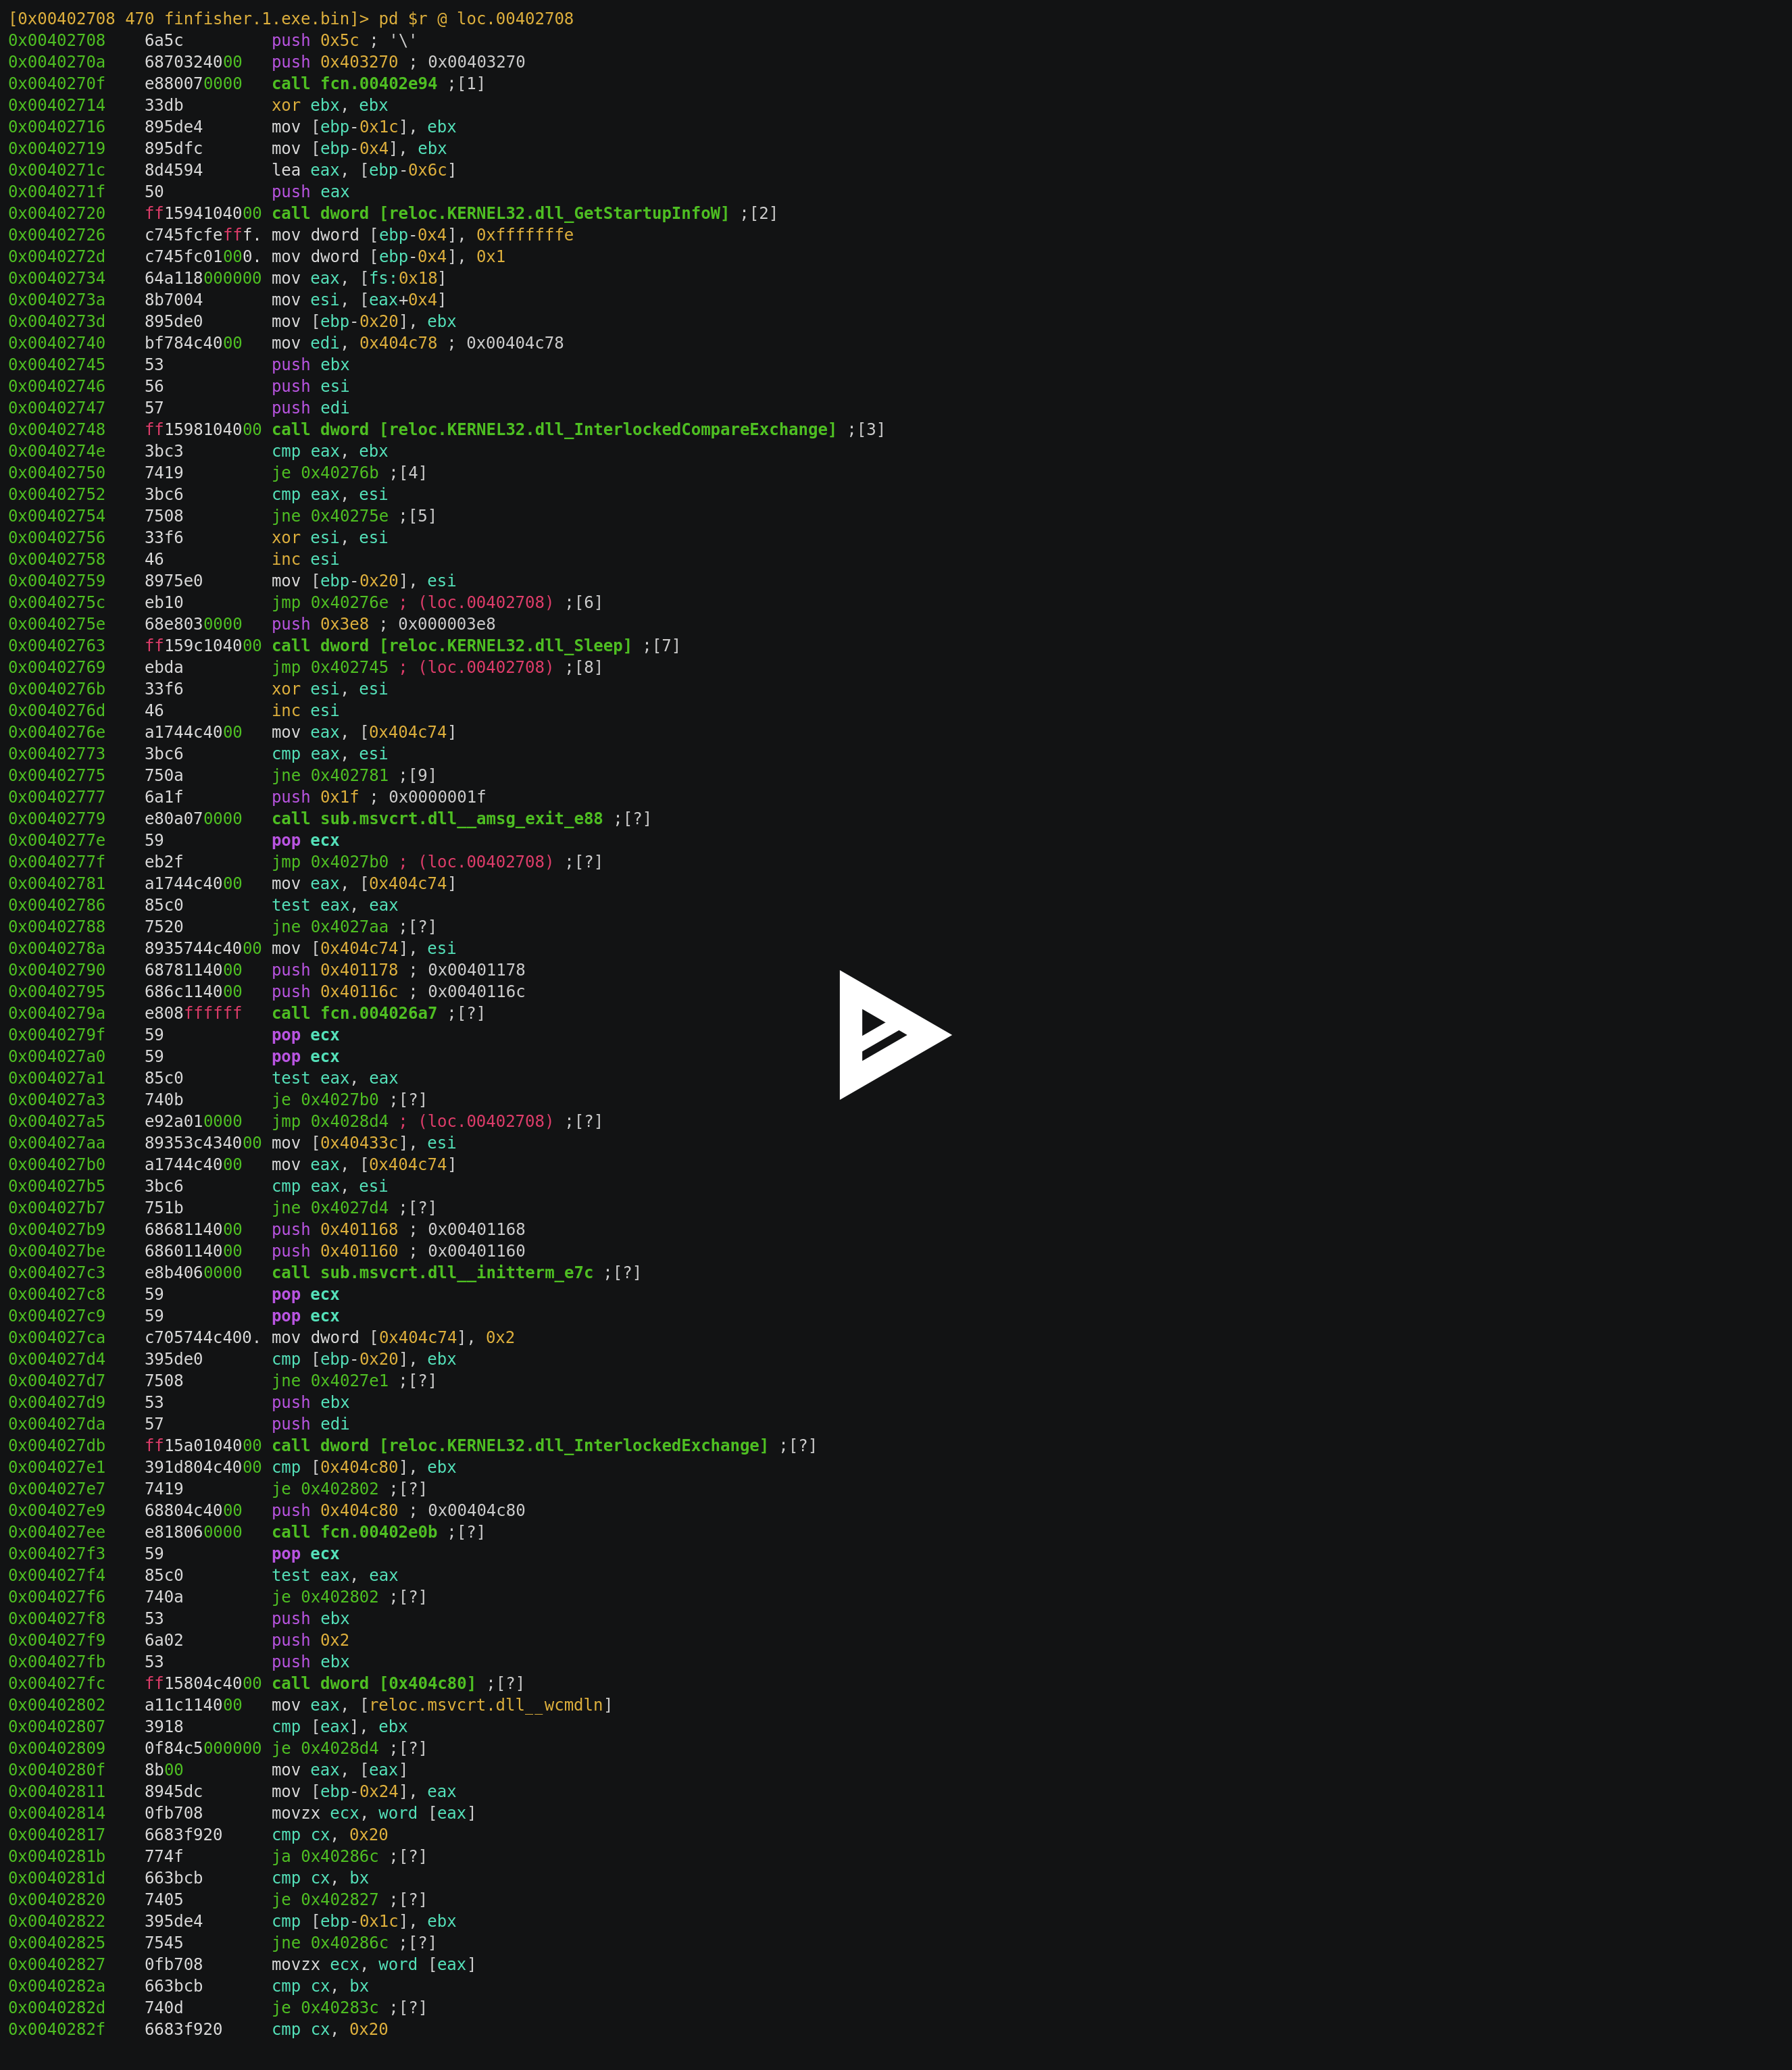 [0x00402708 470 finfisher.1.exe.bin]> pd $r @ loc.00402708
0x00402708 6a5c push 0x5c ; '\'
0x0040270a 6870324000 push 0x403270 ; 0x00403270
0x0040270f e880070000 call fcn.00402e94 ;[1]
0x00402714 33db xor ebx, ebx
0x00402716 895de4 mov [ebp-0x1c], ebx
0x00402719 895dfc mov [ebp-0x4], ebx
0x0040271c 8d4594 lea eax, [ebp-0x6c]
0x0040271f 50 push eax
0x00402720 ff1594104000 call dword [reloc.KERNEL32.dll_GetStartupInfoW] ;[2]
0x00402726 c745fcfefff. mov dword [ebp-0x4], 0xfffffffe
0x0040272d c745fc01000. mov dword [ebp-0x4], 0x1
0x00402734 64a118000000 mov eax, [fs:0x18]
0x0040273a 8b7004 mov esi, [eax+0x4]
0x0040273d 895de0 mov [ebp-0x20], ebx
0x00402740 bf784c4000 mov edi, 0x404c78 ; 0x00404c78
0x00402745 53 push ebx
0x00402746 56 push esi
0x00402747 57 push edi
0x00402748 ff1598104000 call dword [reloc.KERNEL32.dll_InterlockedCompareExchange] ;[3]
0x0040274e 3bc3 cmp eax, ebx
0x00402750 7419 je 0x40276b ;[4]
0x00402752 3bc6 cmp eax, esi
0x00402754 7508 jne 0x40275e ;[5]
0x00402756 33f6 xor esi, esi
0x00402758 46 inc esi
0x00402759 8975e0 mov [ebp-0x20], esi
0x0040275c eb10 jmp 0x40276e ; (loc.00402708) ;[6]
0x0040275e 68e8030000 push 0x3e8 ; 0x000003e8
0x00402763 ff159c104000 call dword [reloc.KERNEL32.dll_Sleep] ;[7]
0x00402769 ebda jmp 0x402745 ; (loc.00402708) ;[8]
0x0040276b 33f6 xor esi, esi
0x0040276d 46 inc esi
0x0040276e a1744c4000 mov eax, [0x404c74]
0x00402773 3bc6 cmp eax, esi
0x00402775 750a jne 0x402781 ;[9]
0x00402777 6a1f push 0x1f ; 0x0000001f
0x00402779 e80a070000 call sub.msvcrt.dll__amsg_exit_e88 ;[?]
0x0040277e 59 pop ecx
0x0040277f eb2f jmp 0x4027b0 ; (loc.00402708) ;[?]
0x00402781 a1744c4000 mov eax, [0x404c74]
0x00402786 85c0 test eax, eax
0x00402788 7520 jne 0x4027aa ;[?]
0x0040278a 8935744c4000 mov [0x404c74], esi
0x00402790 6878114000 push 0x401178 ; 0x00401178
0x00402795 686c114000 push 0x40116c ; 0x0040116c
0x0040279a e808ffffff call fcn.004026a7 ;[?]
0x0040279f 59 pop ecx
0x004027a0 59 pop ecx
0x004027a1 85c0 test eax, eax
0x004027a3 740b je 0x4027b0 ;[?]
0x004027a5 e92a010000 jmp 0x4028d4 ; (loc.00402708) ;[?]
0x004027aa 89353c434000 mov [0x40433c], esi
0x004027b0 a1744c4000 mov eax, [0x404c74]
0x004027b5 3bc6 cmp eax, esi
0x004027b7 751b jne 0x4027d4 ;[?]
0x004027b9 6868114000 push 0x401168 ; 0x00401168
0x004027be 6860114000 push 0x401160 ; 0x00401160
0x004027c3 e8b4060000 call sub.msvcrt.dll__initterm_e7c ;[?]
0x004027c8 59 pop ecx
0x004027c9 59 pop ecx
0x004027ca c705744c400. mov dword [0x404c74], 0x2
0x004027d4 395de0 cmp [ebp-0x20], ebx
0x004027d7 7508 jne 0x4027e1 ;[?]
0x004027d9 53 push ebx
0x004027da 57 push edi
0x004027db ff15a0104000 call dword [reloc.KERNEL32.dll_InterlockedExchange] ;[?]
0x004027e1 391d804c4000 cmp [0x404c80], ebx
0x004027e7 7419 je 0x402802 ;[?]
0x004027e9 68804c4000 push 0x404c80 ; 0x00404c80
0x004027ee e818060000 call fcn.00402e0b ;[?]
0x004027f3 59 pop ecx
0x004027f4 85c0 test eax, eax
0x004027f6 740a je 0x402802 ;[?]
0x004027f8 53 push ebx
0x004027f9 6a02 push 0x2
0x004027fb 53 push ebx
0x004027fc ff15804c4000 call dword [0x404c80] ;[?]
0x00402802 a11c114000 mov eax, [reloc.msvcrt.dll__wcmdln]
0x00402807 3918 cmp [eax], ebx
0x00402809 0f84c5000000 je 0x4028d4 ;[?]
0x0040280f 8b00 mov eax, [eax]
0x00402811 8945dc mov [ebp-0x24], eax
0x00402814 0fb708 movzx ecx, word [eax]
0x00402817 6683f920 cmp cx, 0x20
0x0040281b 774f ja 0x40286c ;[?]
0x0040281d 663bcb cmp cx, bx
0x00402820 7405 je 0x402827 ;[?]
0x00402822 395de4 cmp [ebp-0x1c], ebx
0x00402825 7545 jne 0x40286c ;[?]
0x00402827 0fb708 movzx ecx, word [eax]
0x0040282a 663bcb cmp cx, bx
0x0040282d 740d je 0x40283c ;[?]
0x0040282f 6683f920 cmp cx, 0x20